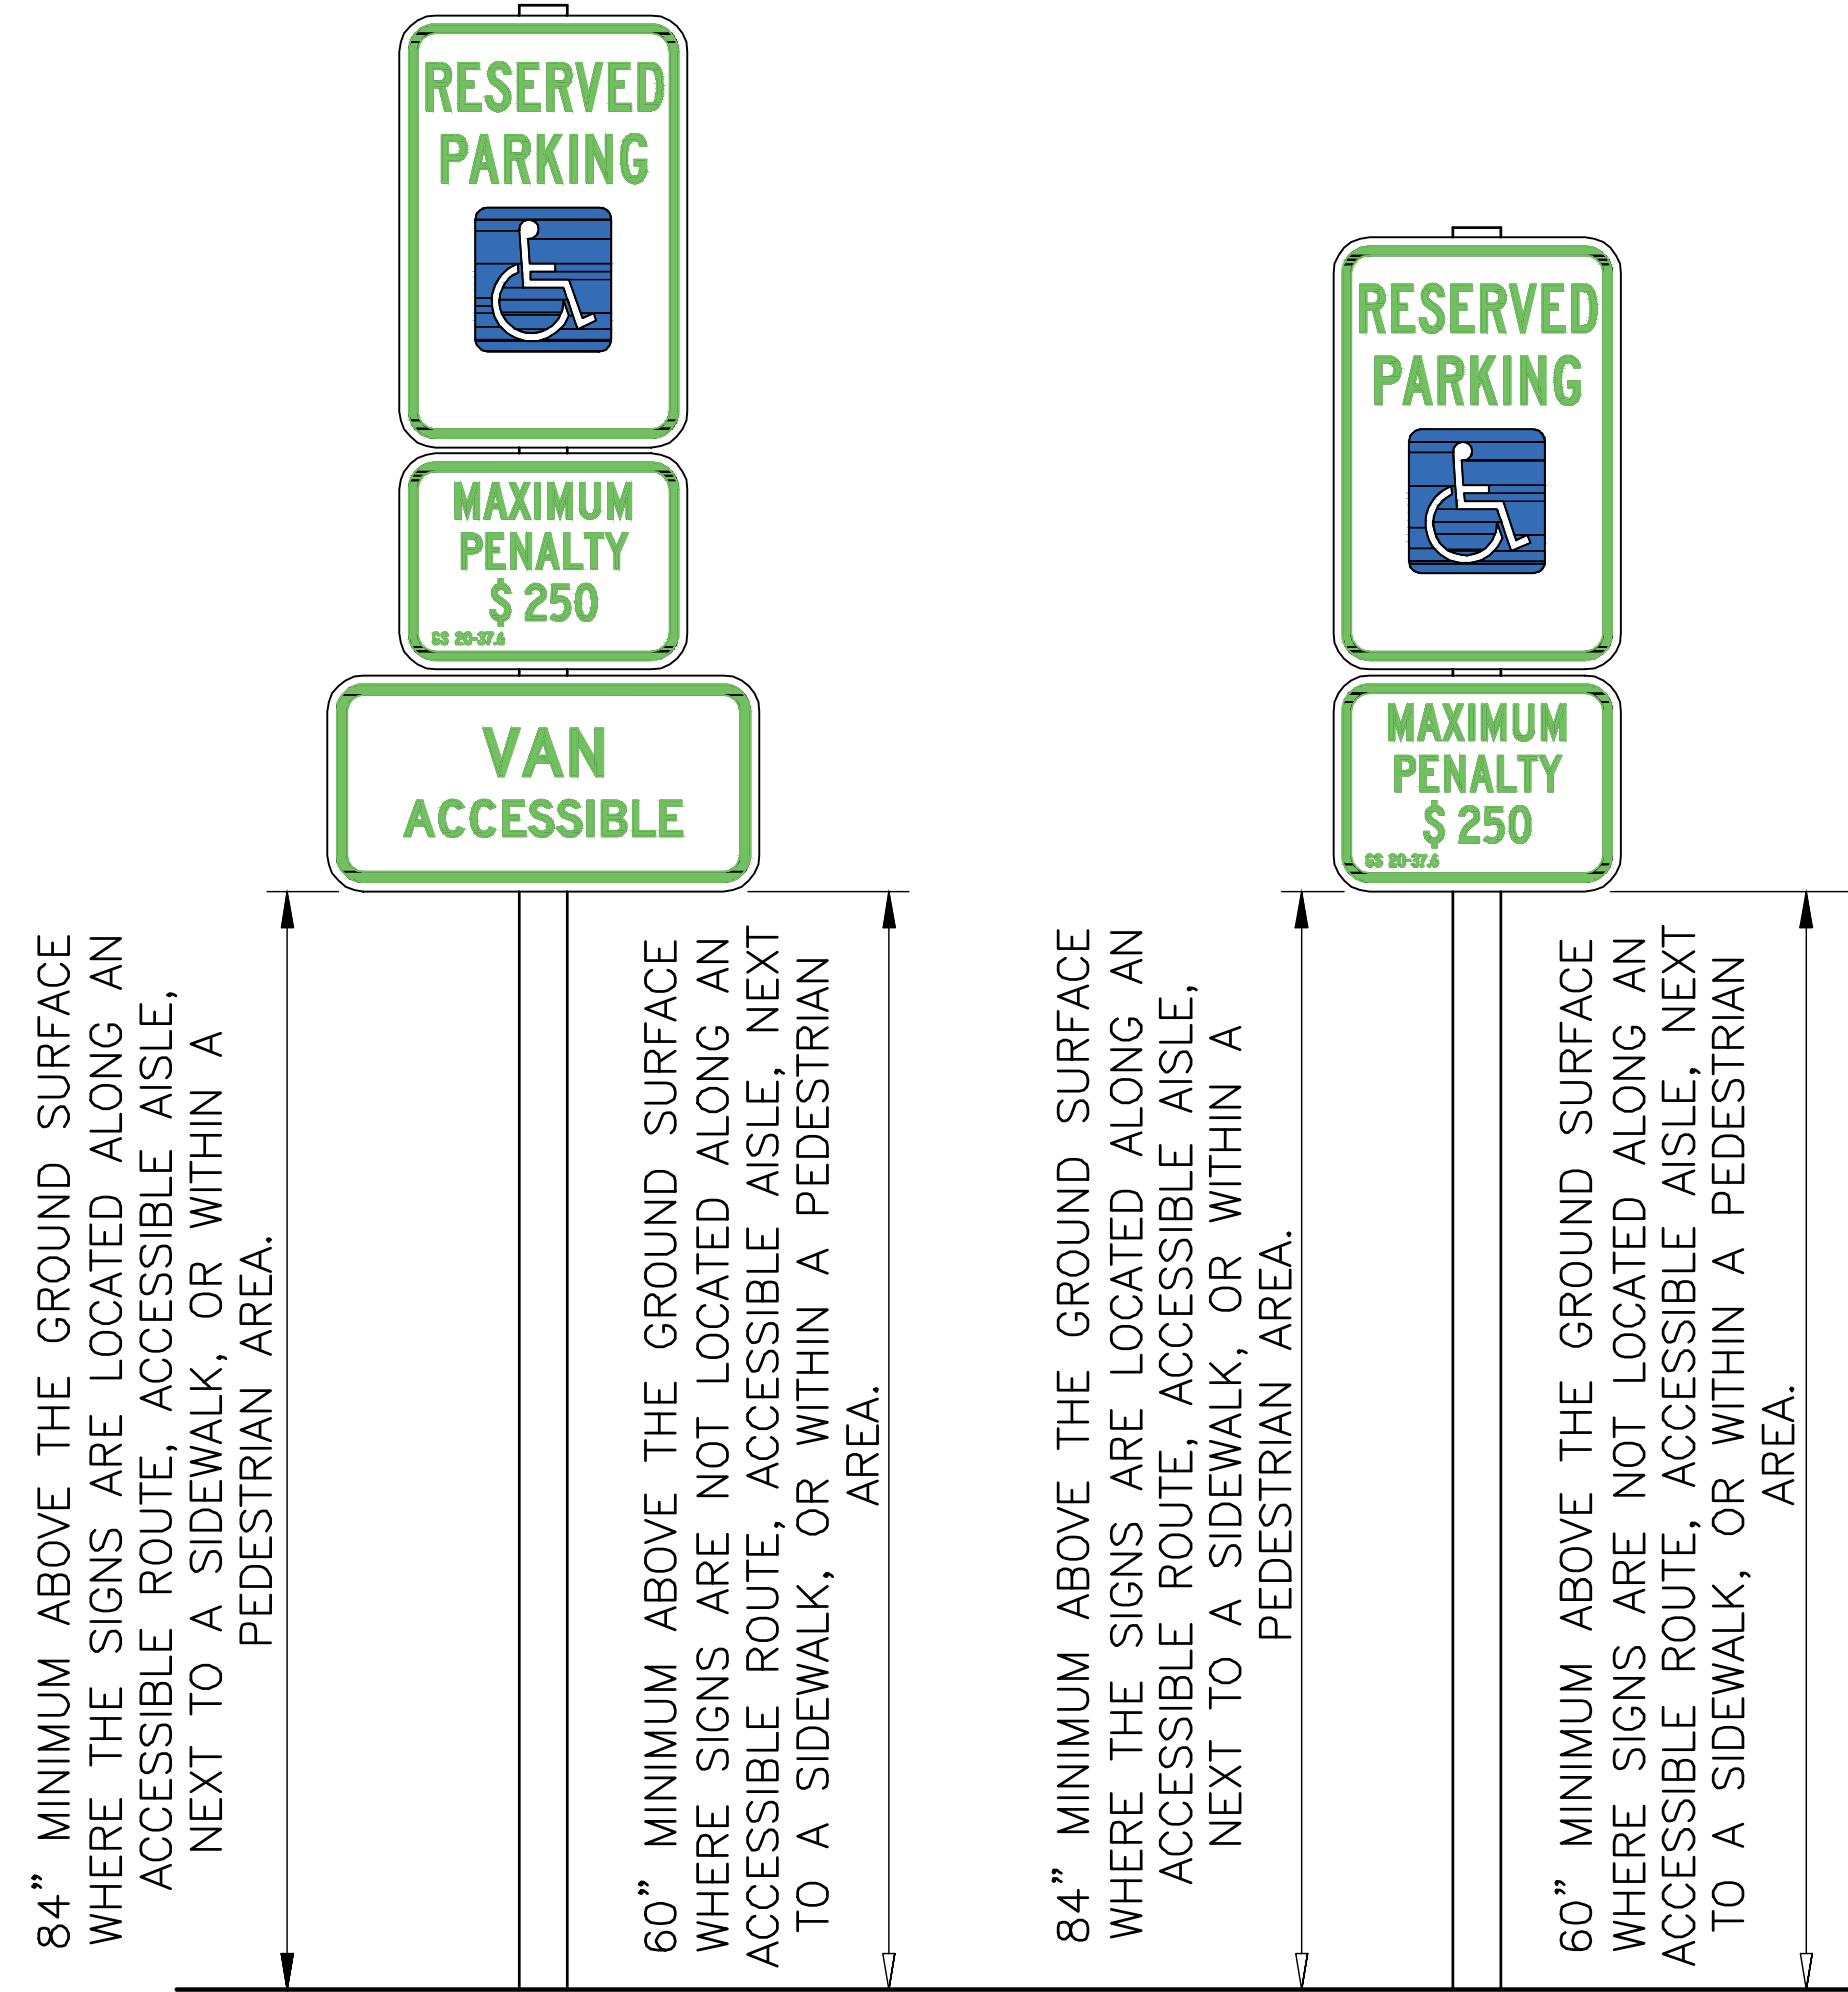 RESERVED
PARKING
MAXIMUM
PENALTY
$ 250
GS 20-37.6
VAN
ACCESSIBLE
84” MINIMUM ABOVE THE GROUND SURFACE
WHERE THE SIGNS ARE LOCATED ALONG AN
ACCESSIBLE ROUTE, ACCESSIBLE AISLE,
NEXT TO A SIDEWALK, OR WITHIN A
PEDESTRIAN AREA.
60” MINIMUM ABOVE THE GROUND SURFACE
WHERE SIGNS ARE NOT LOCATED ALONG AN
ACCESSIBLE ROUTE, ACCESSIBLE AISLE, NEXT
TO A SIDEWALK, OR WITHIN A PEDESTRIAN
AREA.
RESERVED
PARKING
MAXIMUM
PENALTY
$ 250
GS 20-37.6
84” MINIMUM ABOVE THE GROUND SURFACE
WHERE THE SIGNS ARE LOCATED ALONG AN
ACCESSIBLE ROUTE, ACCESSIBLE AISLE,
NEXT TO A SIDEWALK, OR WITHIN A
PEDESTRIAN AREA.
60” MINIMUM ABOVE THE GROUND SURFACE
WHERE SIGNS ARE NOT LOCATED ALONG AN
ACCESSIBLE ROUTE, ACCESSIBLE AISLE, NEXT
TO A SIDEWALK, OR WITHIN A PEDESTRIAN
AREA.